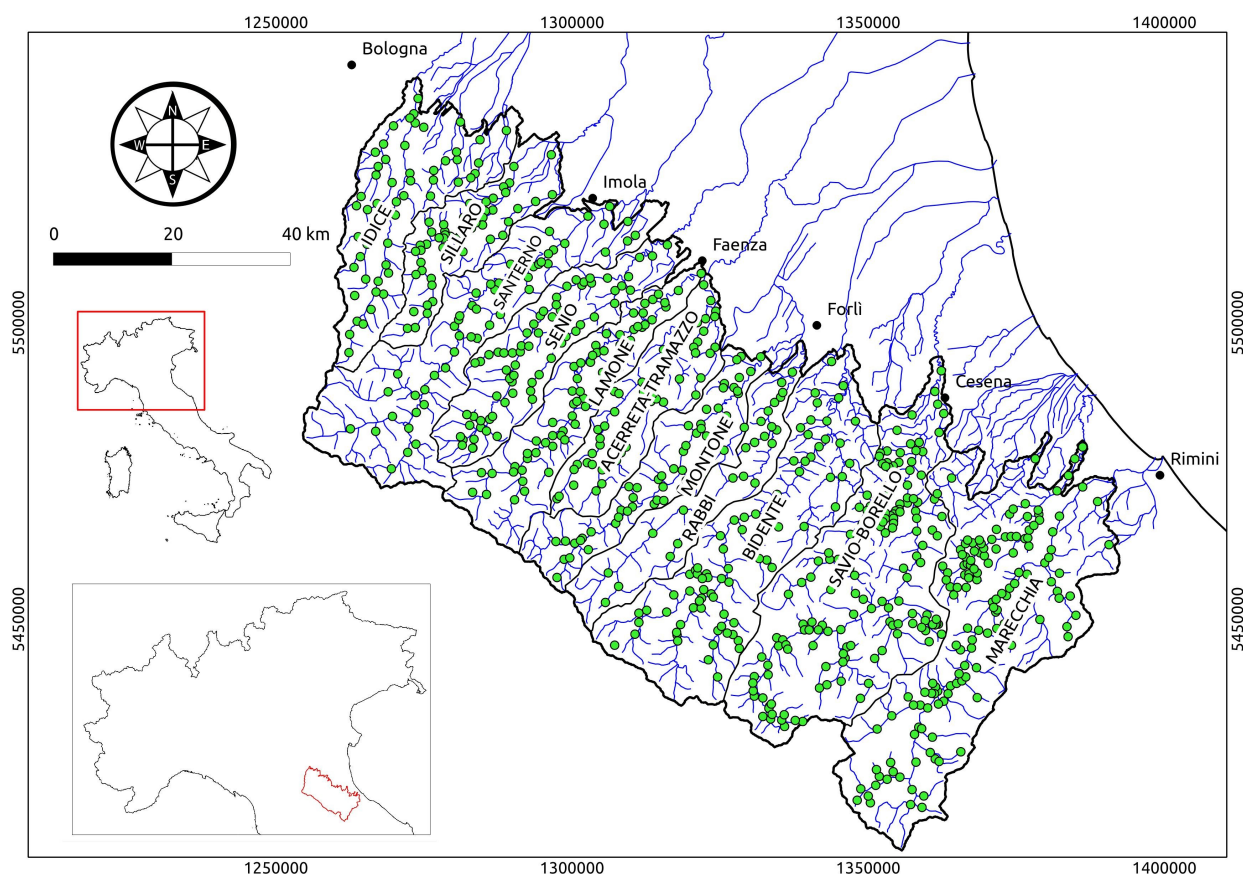 1250000 1300000 1350000 1400000
Bologna
N
W E
S
Imola
0 20 40 km
Faenza
IDICE
SILLARO
SANTERNO
SENIO
LAMONE
ACERRETA-TRAMAZZO
Forlì
5500000 5500000
Cesena
MONTONE
RABBI
BIDENTE
SAVIO-BORELLO
Rimini
MARECCHIA
5450000 5450000
1250000 1300000 1350000 1400000